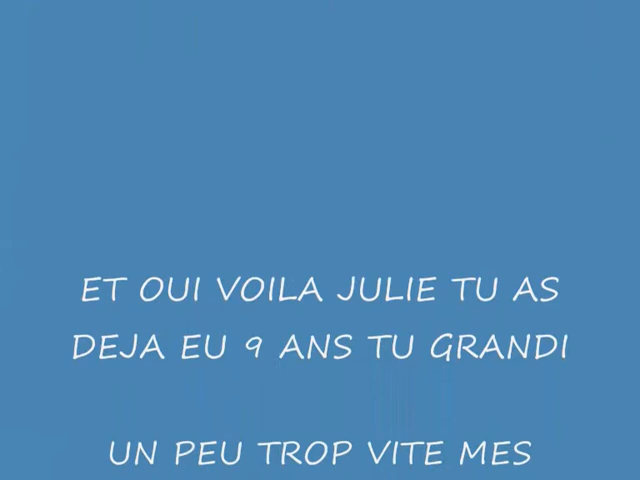 ET OUI VOILA JULIE TU AS
DEJA EU 9 ANS TU GRANDI
UN PEU TROP VITE MES